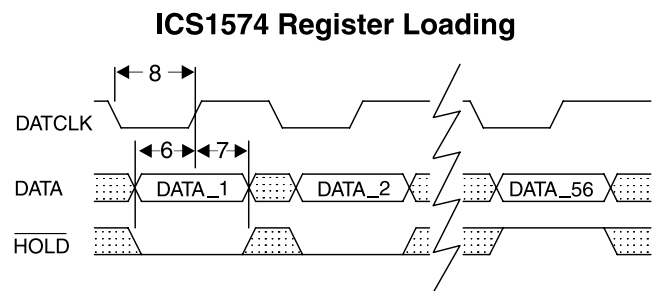 ICS1574 Register Loading
8
DATCLK
6 7
DATA DATA_1 DATA_2 DATA_56
HOLD